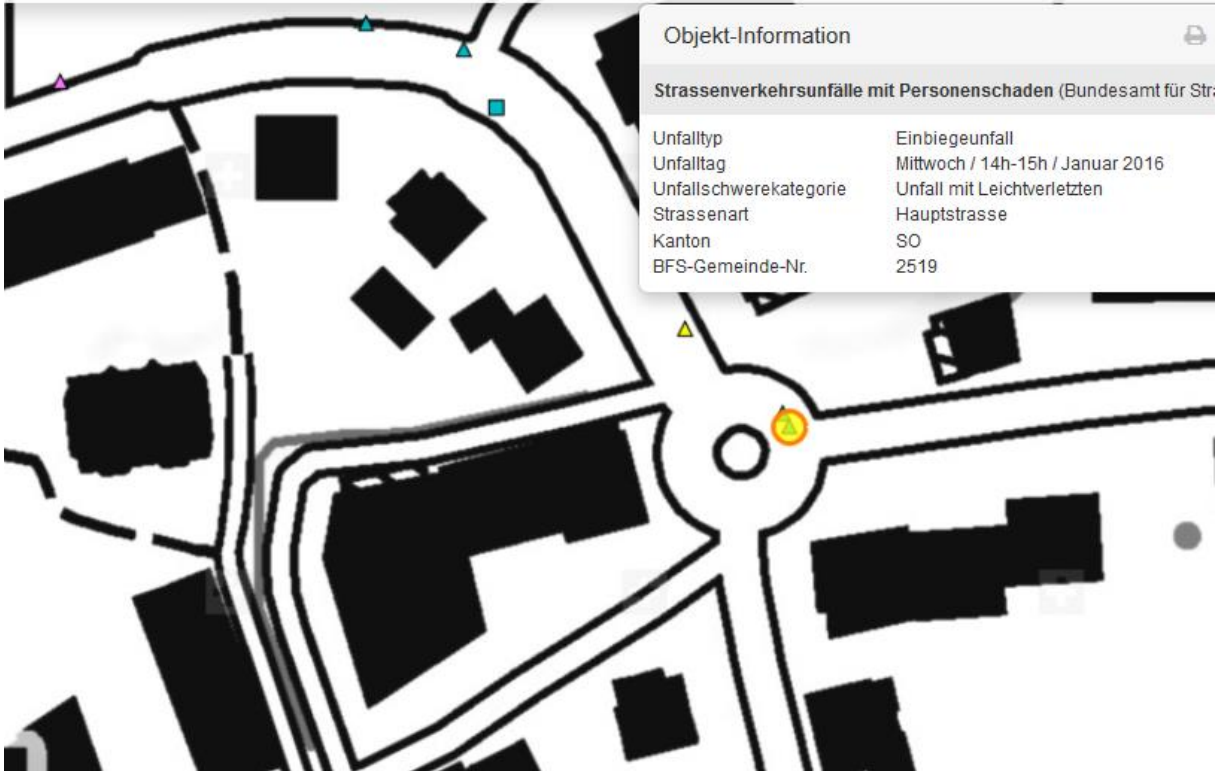 Objekt-Information
Strassenverkehrsunfälle mit Personenschaden (Bundesamt für Stra
Unfalltyp Einbiegeunfall
Unfalltag Mittwoch / 14h-15h / Januar 2016
Unfallschwerekategorie Unfall mit Leichtverletzten
Strassenart Hauptstrasse
Kanton SO
BFS-Gemeinde-Nr. 2519